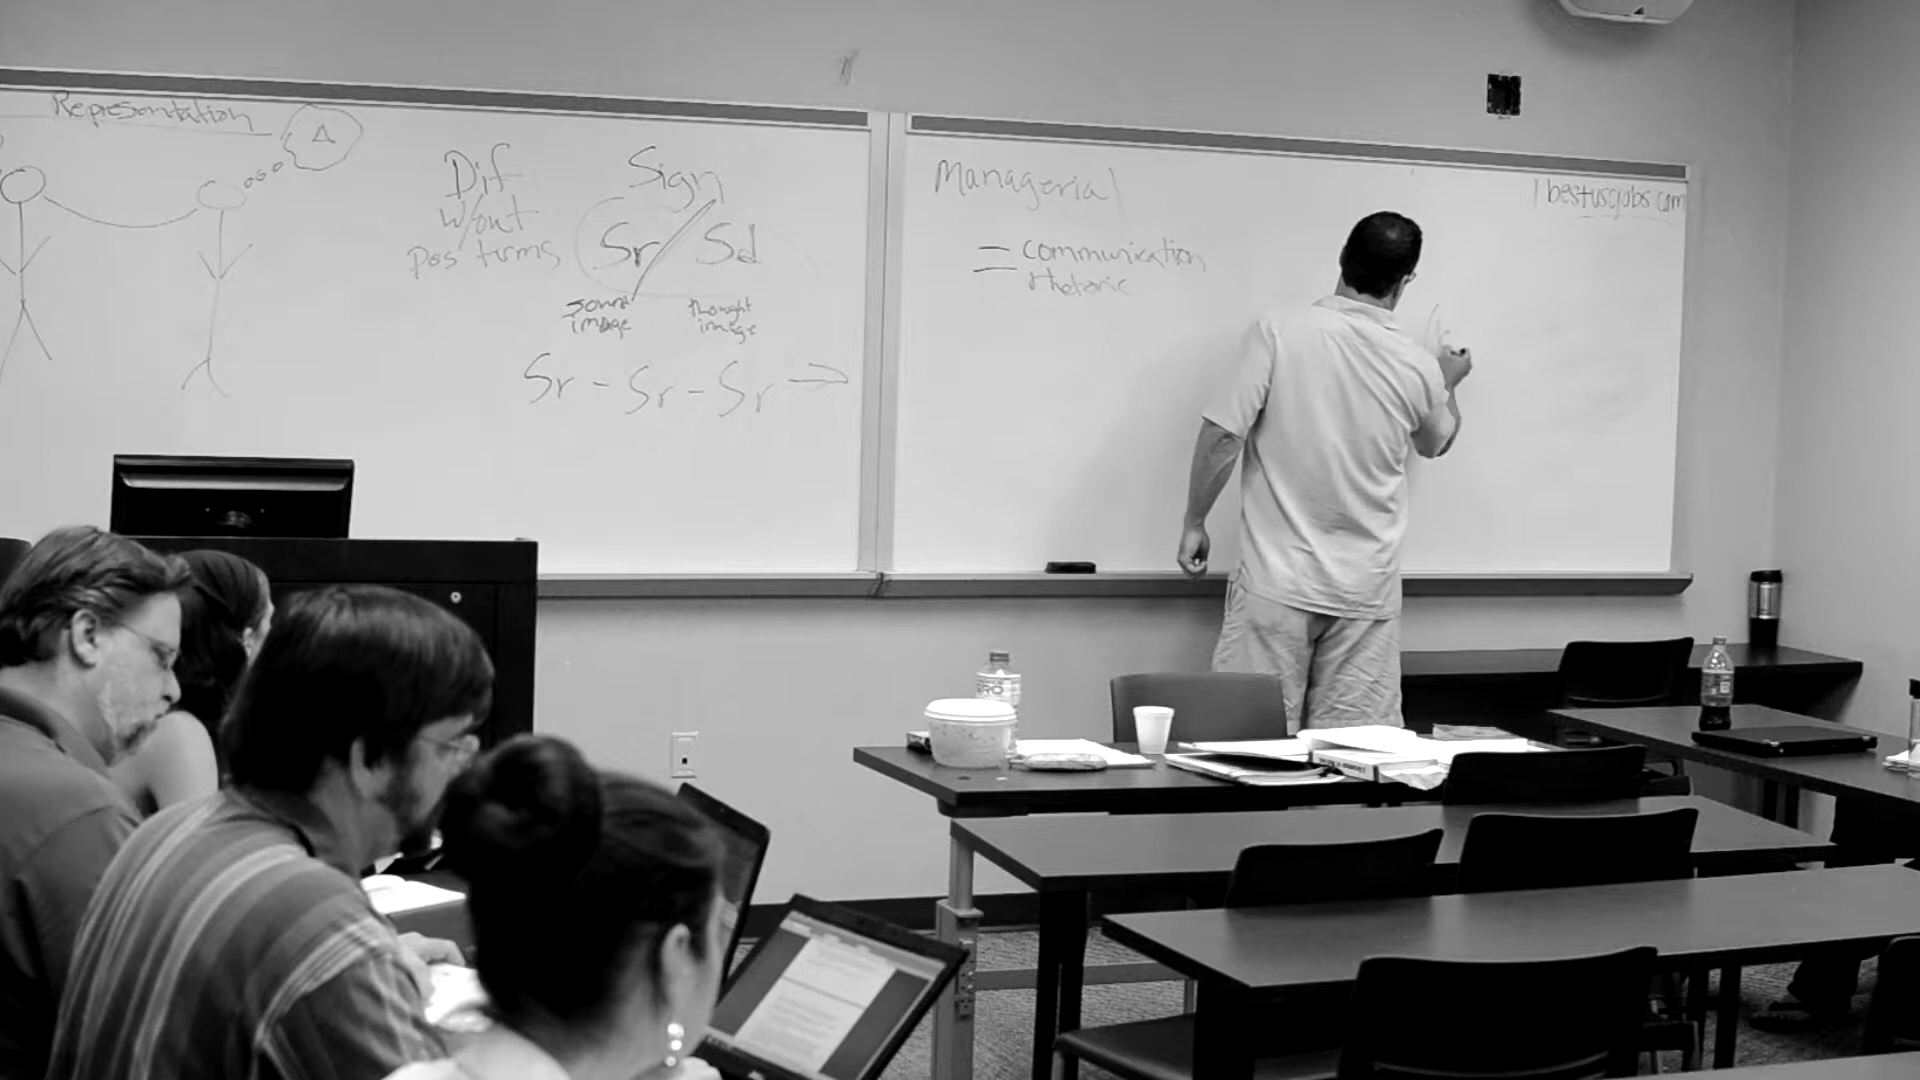 Representation
A
Dif
w/out
pos terms
Sign
Sr/Sd
sound
image
thought
image
Sr - Sr - Sr →
Managerial
= communication
rhetoric
bestuscjobs.com